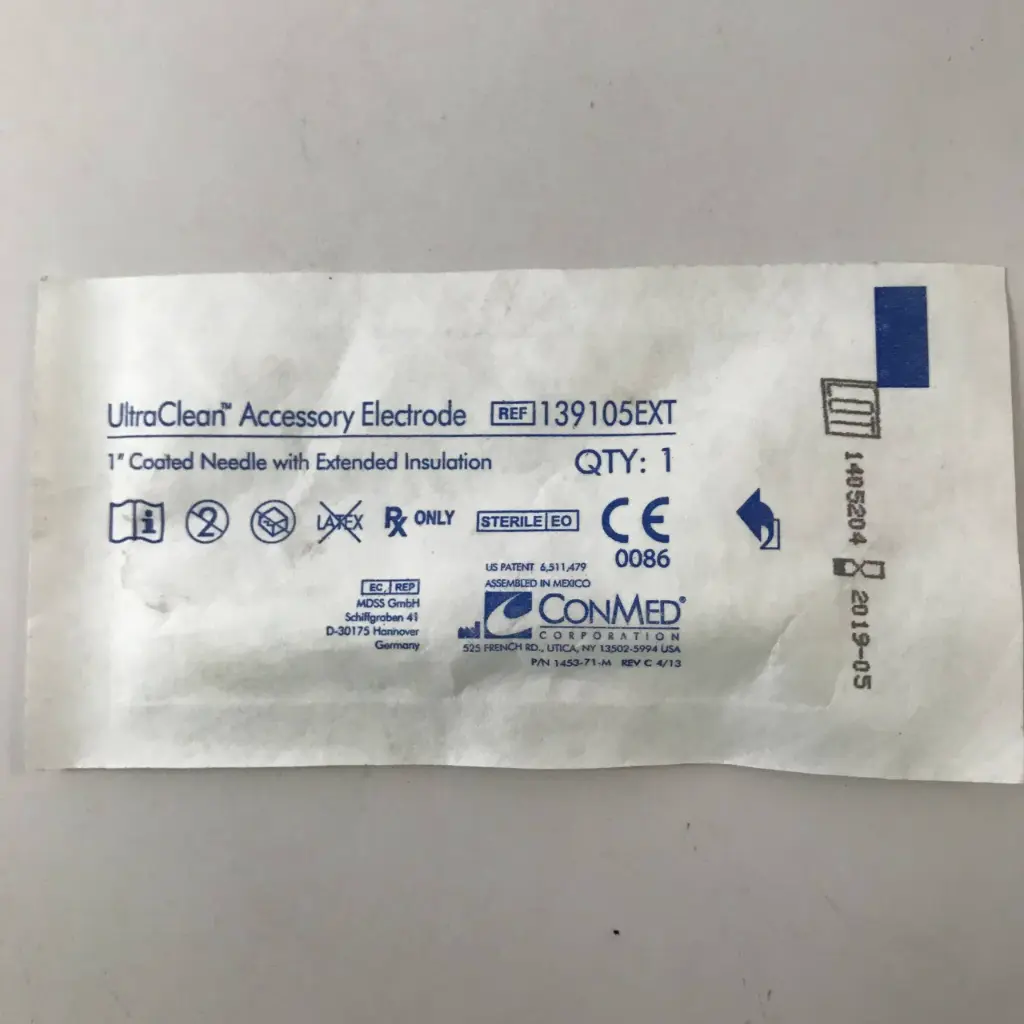 UltraClean™ Accessory Electrode REF 139105EXT
1" Coated Needle with Extended Insulation QTY: 1
i 2 LATEX Rx ONLY STERILE EO CE
0086
US PATENT 6,511,479
ASSEMBLED IN MEXICO
EC REP
MDSS GmbH
Schiffgraben 41
D-30175 Hannover
Germany
CONMED®
CORPORATION
525 FRENCH RD., UTICA, NY 13502-5994 USA
P/N 1453-71-M REV C 4/13
LOT 1405204 2019-05